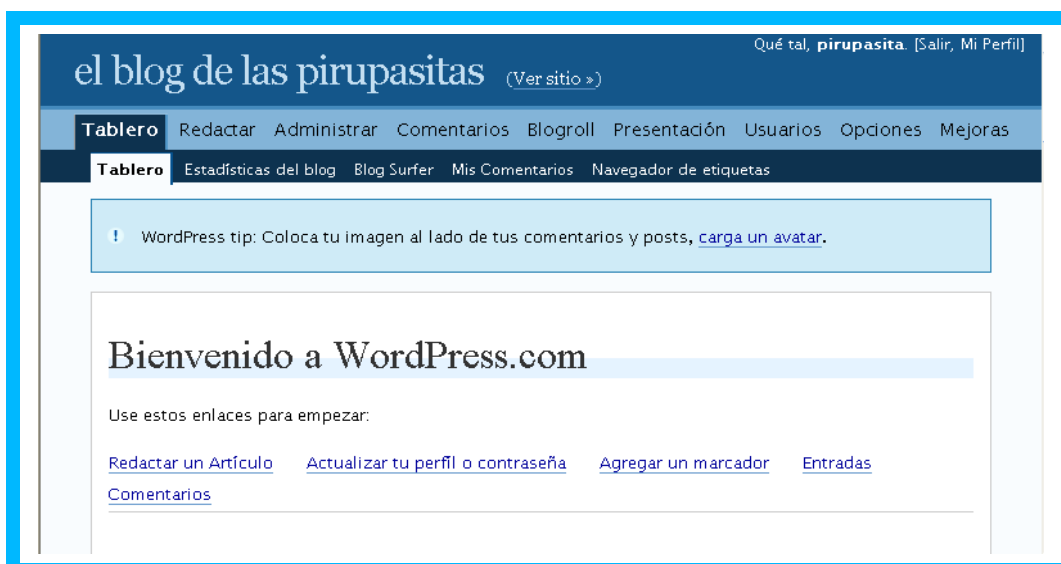 Qué tal, pirupasita. [Salir, Mi Perfil]
el blog de las pirupasitas (Ver sitio »)
Tablero Redactar Administrar Comentarios Blogroll Presentación Usuarios Opciones Mejoras
Tablero Estadísticas del blog Blog Surfer Mis Comentarios Navegador de etiquetas
! WordPress tip: Coloca tu imagen al lado de tus comentarios y posts, carga un avatar.
Bienvenido a WordPress.com
Use estos enlaces para empezar:
Redactar un Artículo Actualizar tu perfil o contraseña Agregar un marcador Entradas
Comentarios